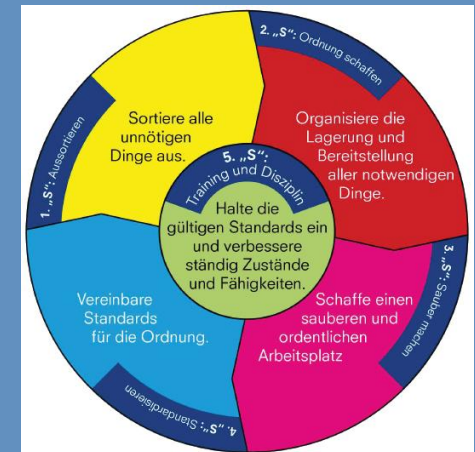 1. „S“: Aussortieren
Sortiere alle
unnötigen
Dinge aus.
2. „S“: Ordnung schaffen
Organisiere die
Lagerung und
Bereitstellung
aller notwendigen
Dinge.
3. „S“: Sauber machen
Schaffe einen
sauberen und
ordentlichen
Arbeitsplatz
4. „S“: Standardisieren
Vereinbare
Standards
für die Ordnung.
5. „S“:
Training und Disziplin
Halte die
gültigen Standards ein
und verbessere
ständig Zustände
und Fähigkeiten.